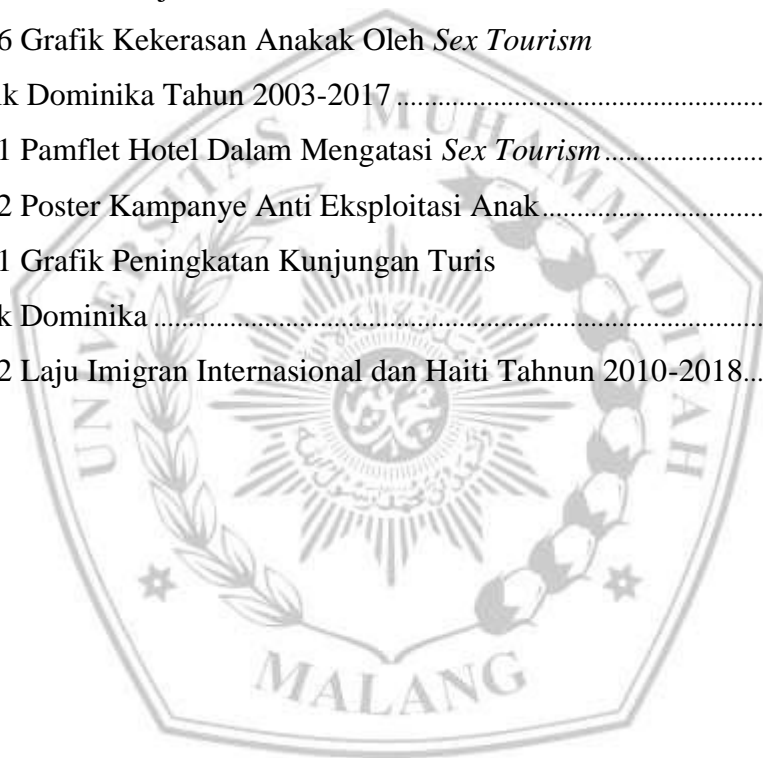 6 Grafik Kekerasan Anakak Oleh Sex Tourism
k Dominika Tahun 2003-2017
1 Pamflet Hotel Dalam Mengatasi Sex Tourism
2 Poster Kampanye Anti Eksploitasi Anak
1 Grafik Peningkatan Kunjungan Turis
k Dominika
2 Laju Imigran Internasional dan Haiti Tahnun 2010-2018...
UNIVERSITAS MUHAMMADIYAH
MALANG